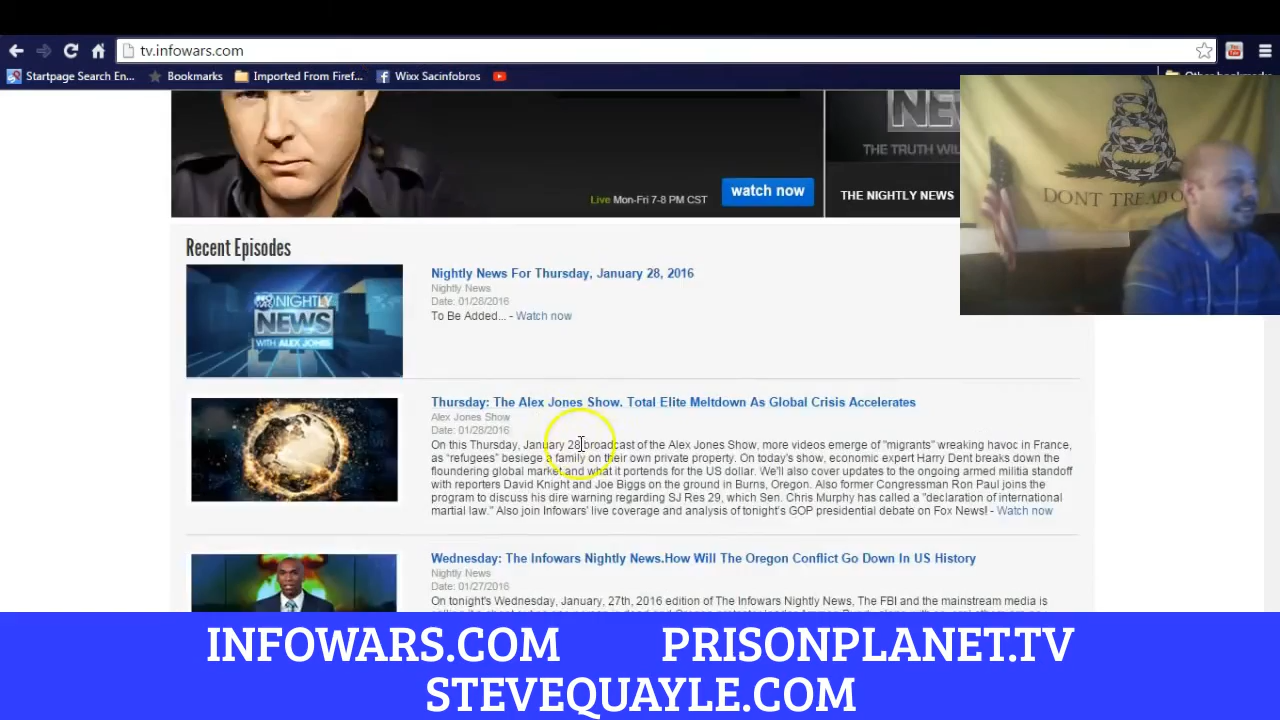 tv.infowars.com
Startpage Search En...
Bookmarks
Imported From Firef...
Wixx Sacinfobros
Other bookmarks
NEW
THE TRUTH WIL
Live Mon-Fri 7-8 PM CST
watch now
THE NIGHTLY NEWS
DONT TREAD O
Recent Episodes
NIGHTLY
NEWS
WITH ALEX JONES
Nightly News For Thursday, January 28, 2016
Nightly News
Date: 01/28/2016
To Be Added... - Watch now
Thursday: The Alex Jones Show. Total Elite Meltdown As Global Crisis Accelerates
Alex Jones Show
Date: 01/28/2016
On this Thursday, January 28 broadcast of the Alex Jones Show, more videos emerge of "migrants" wreaking havoc in France,
as "refugees" besiege a family on their own private property. On today's show, economic expert Harry Dent breaks down the
floundering global market and what it portends for the US dollar. We'll also cover updates to the ongoing armed militia standoff
with reporters David Knight and Joe Biggs on the ground in Burns, Oregon. Also former Congressman Ron Paul joins the
program to discuss his dire warning regarding SJ Res 29, which Sen. Chris Murphy has called a "declaration of international
martial law." Also join Infowars' live coverage and analysis of tonight's GOP presidential debate on Fox News! - Watch now
Wednesday: The Infowars Nightly News.How Will The Oregon Conflict Go Down In US History
Nightly News
Date: 01/27/2016
On tonight's Wednesday, January, 27th, 2016 edition of The Infowars Nightly News, The FBI and the mainstream media is
INFOWARS.COM PRISONPLANET.TV
STEVEQUAYLE.COM